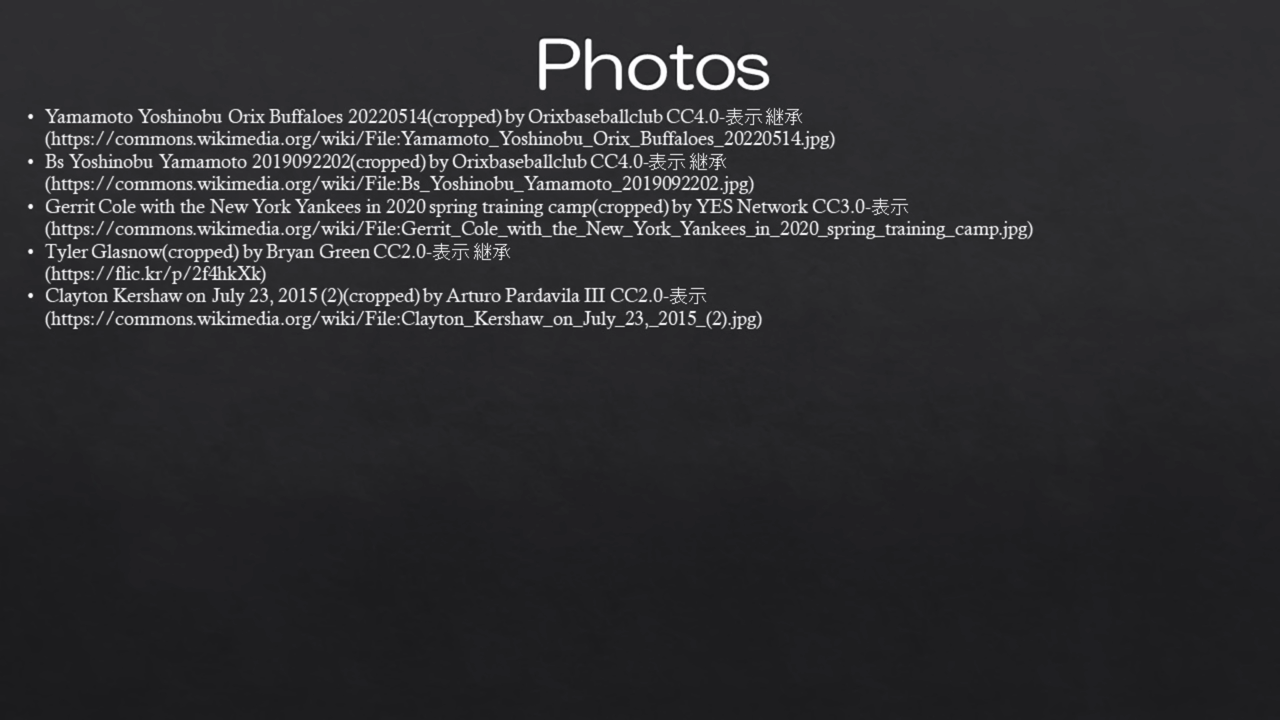 Photos
• Yamamoto Yoshinobu Orix Buffaloes 20220514(cropped) by Orixbaseballclub CC4.0-表示 継承
(https://commons.wikimedia.org/wiki/File:Yamamoto_Yoshinobu_Orix_Buffaloes_20220514.jpg)
• Bs Yoshinobu Yamamoto 2019092202(cropped) by Orixbaseballclub CC4.0-表示 継承
(https://commons.wikimedia.org/wiki/File:Bs_Yoshinobu_Yamamoto_2019092202.jpg)
• Gerrit Cole with the New York Yankees in 2020 spring training camp(cropped) by YES Network CC3.0-表示
(https://commons.wikimedia.org/wiki/File:Gerrit_Cole_with_the_New_York_Yankees_in_2020_spring_training_camp.jpg)
• Tyler Glasnow(cropped) by Bryan Green CC2.0-表示 継承
(https://flic.kr/p/2f4hkXk)
• Clayton Kershaw on July 23, 2015 (2)(cropped) by Arturo Pardavila III CC2.0-表示
(https://commons.wikimedia.org/wiki/File:Clayton_Kershaw_on_July_23,_2015_(2).jpg)